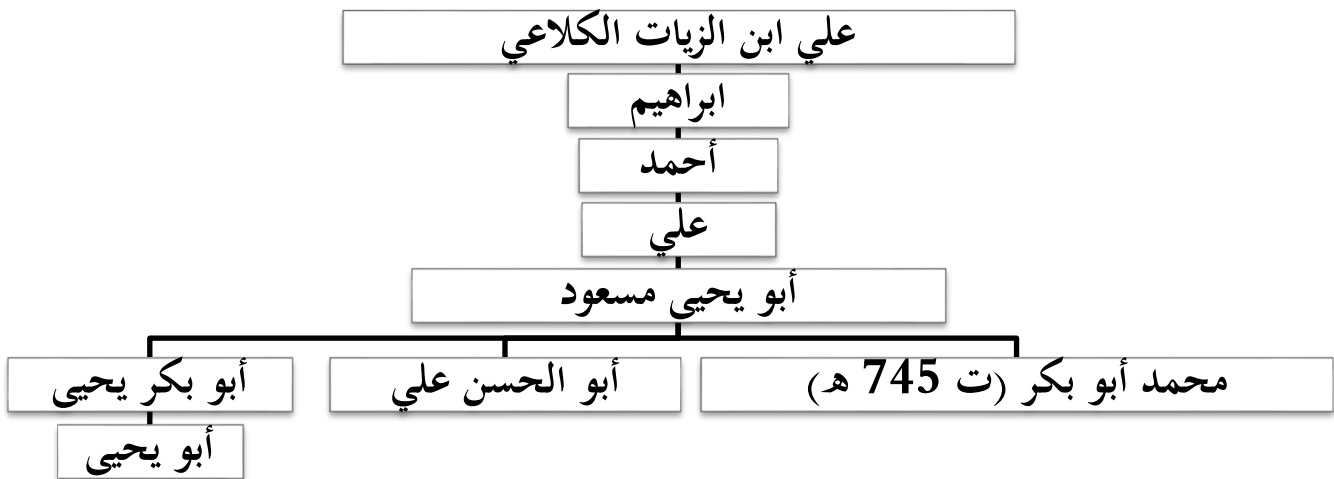 علي ابن الزيات الكلاعي
ابراهيم
أحمد
علي
أبو يحيى مسعود
محمد أبو بكر (ت 745 ه)
أبو الحسن علي
أبو بكر يحيى
أبو يحيى